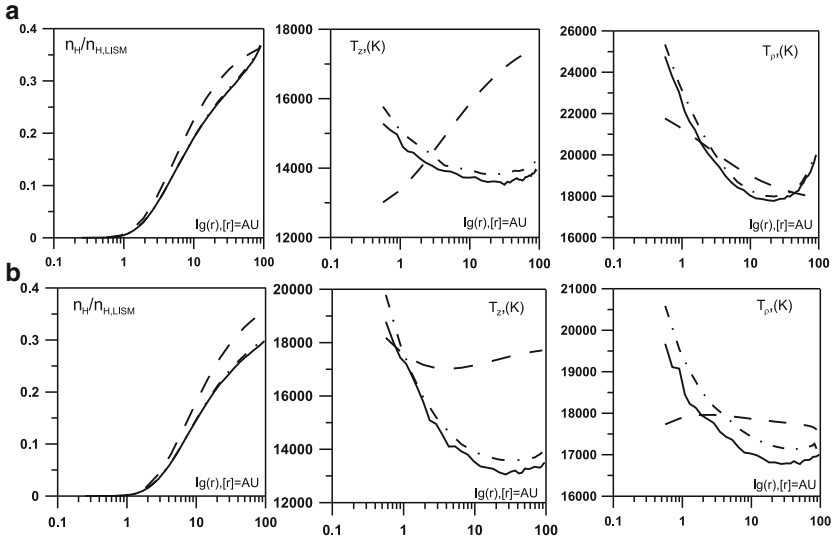 a
0.4
0.3
0.2
0.1
0
n_H/n_H,LISM
lg(r),[r]=AU
0.1 1 10 100
18000
16000
14000
12000
T_z,(K)
lg(r),[r]=AU
0.1 1 10 100
26000
24000
22000
20000
18000
16000
T_ρ,(K)
lg(r),[r]=AU
0.1 1 10 100
b
0.4
0.3
0.2
0.1
0
n_H/n_H,LISM
lg(r),[r]=AU
0.1 1 10 100
20000
18000
16000
14000
12000
T_z,(K)
lg(r),[r]=AU
0.1 1 10 100
21000
20000
19000
18000
17000
16000
T_ρ,(K)
lg(r),[r]=AU
0.1 1 10 100